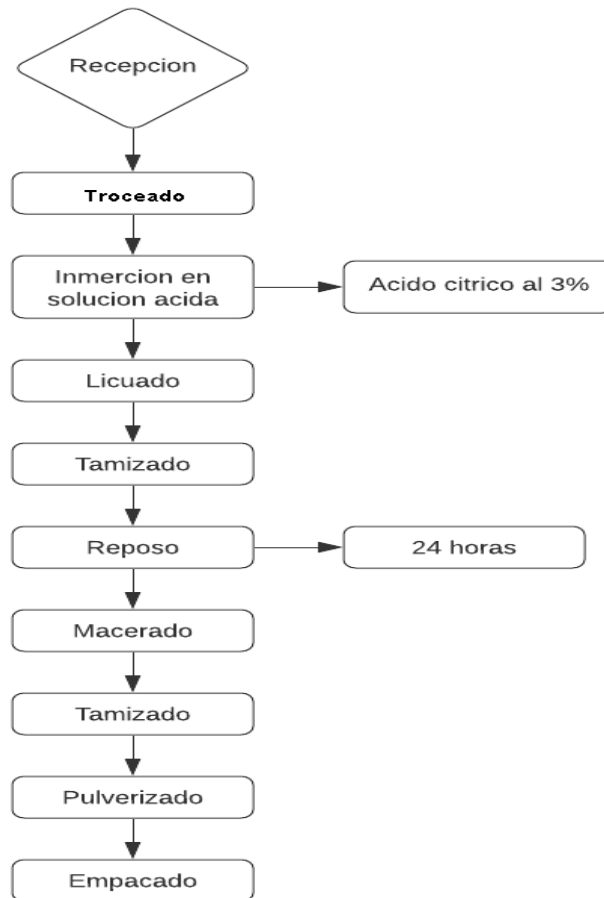 Recepcion
Troceado
Inmercion en
solucion acida
Acido citrico al 3%
Licuado
Tamizado
Reposo
24 horas
Macerado
Tamizado
Pulverizado
Empacado